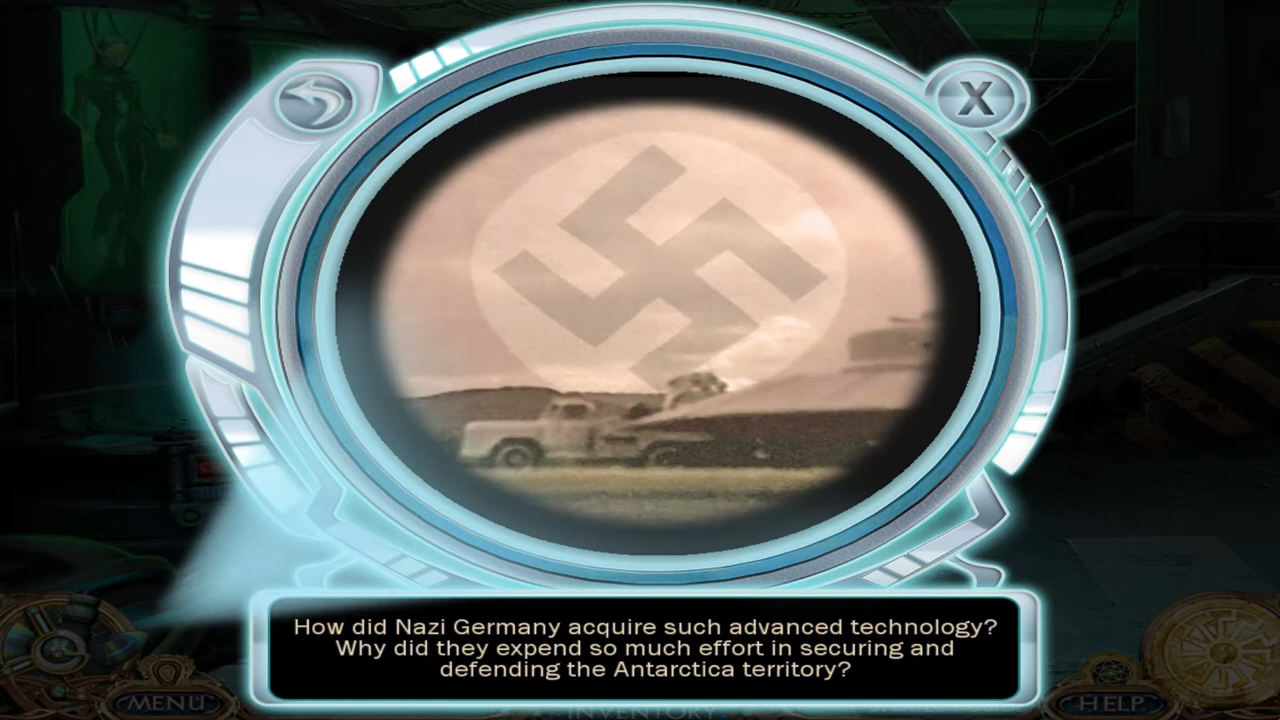 X
How did Nazi Germany acquire such advanced technology?
Why did they expend so much effort in securing and
defending the Antarctica territory?
MENU
INVENTORY
HELP